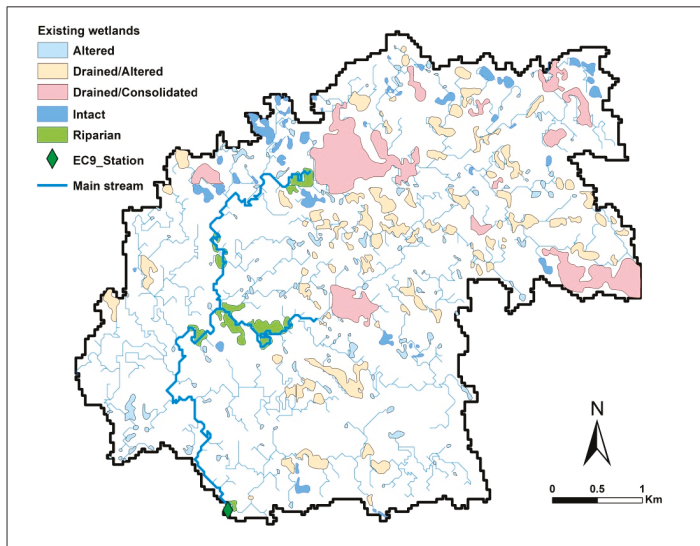 Existing wetlands
Altered
Drained/Altered
Drained/Consolidated
Intact
Riparian
EC9_Station
Main stream
N
0 0.5 1
Km